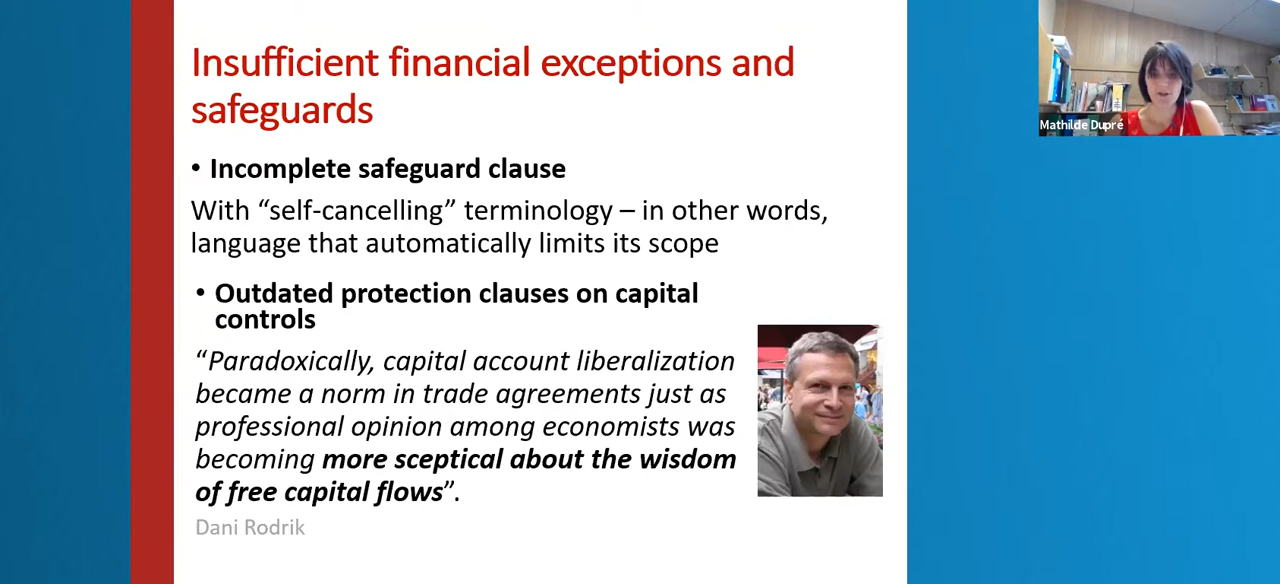 Insufficient financial exceptions and
safeguards
• Incomplete safeguard clause
With “self-cancelling” terminology – in other words,
language that automatically limits its scope
• Outdated protection clauses on capital
controls
“Paradoxically, capital account liberalization
became a norm in trade agreements just as
professional opinion among economists was
becoming more sceptical about the wisdom
of free capital flows”.
Dani Rodrik
Mathilde Dupré